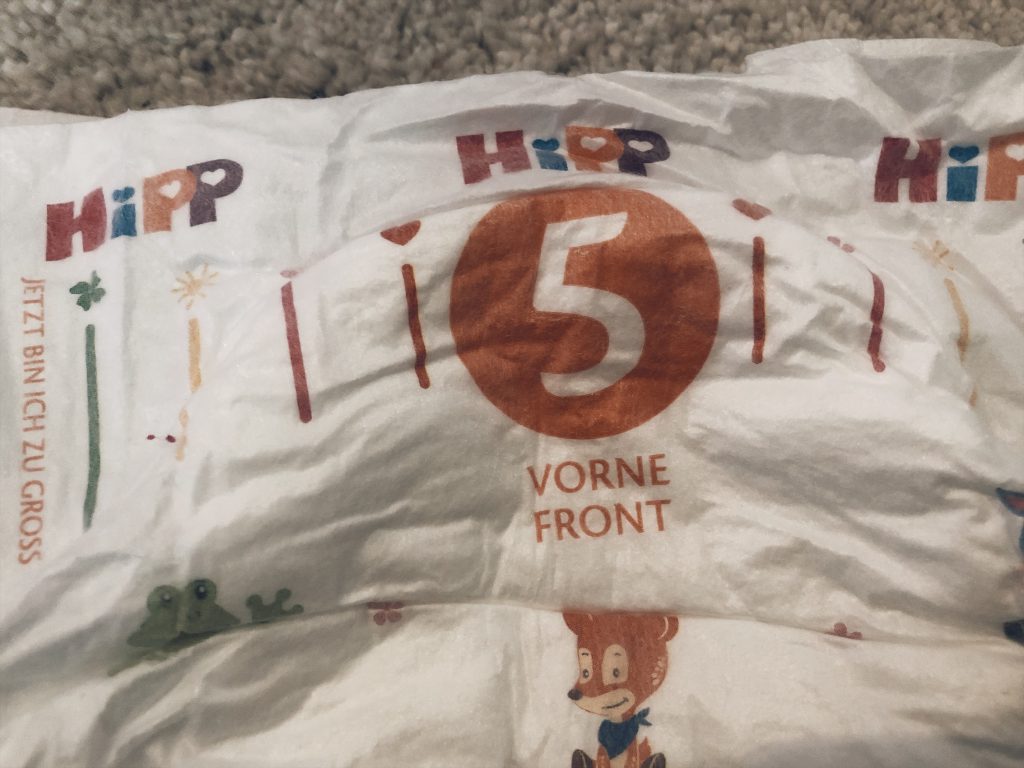 HiPP
HiPP
HiPP
5
VORNE
FRONT
JETZT BIN ICH ZU GROSS